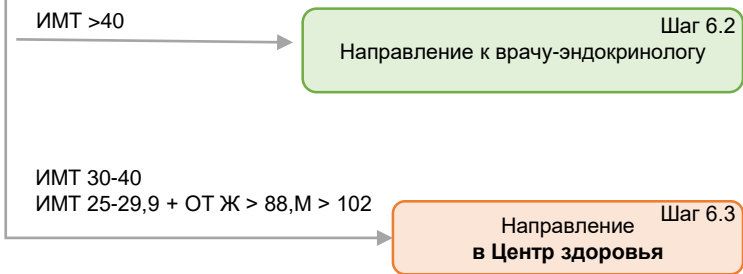 ИМТ >40
Шаг 6.2
Направление к врачу-эндокринологу
ИМТ 30-40
ИМТ 25-29,9 + ОТ Ж > 88,М > 102
Шаг 6.3
Направление
в Центр здоровья